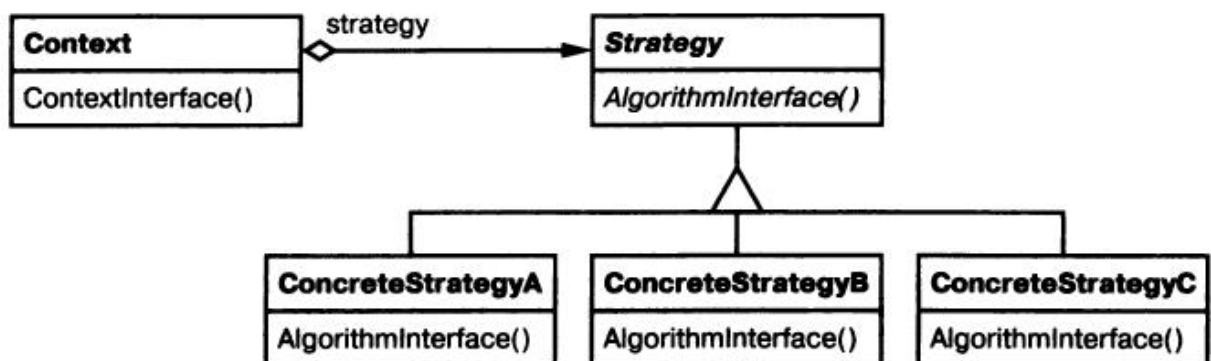 strategy
Context
Strategy
ContextInterface()
AlgorithmInterface()
ConcreteStrategyA
ConcreteStrategyB
ConcreteStrategyC
AlgorithmInterface()
AlgorithmInterface()
AlgorithmInterface()